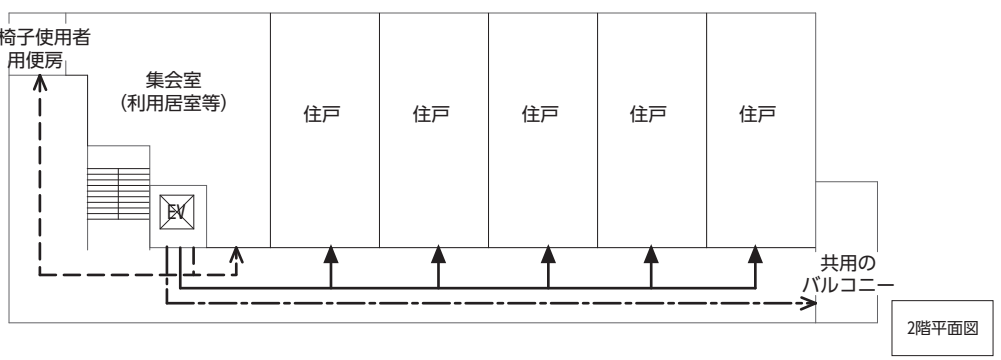 椅子使用者
用便房
集会室
（利用居室等）
住戸
住戸
住戸
住戸
住戸
EV
共用の
バルコニー
2階平面図